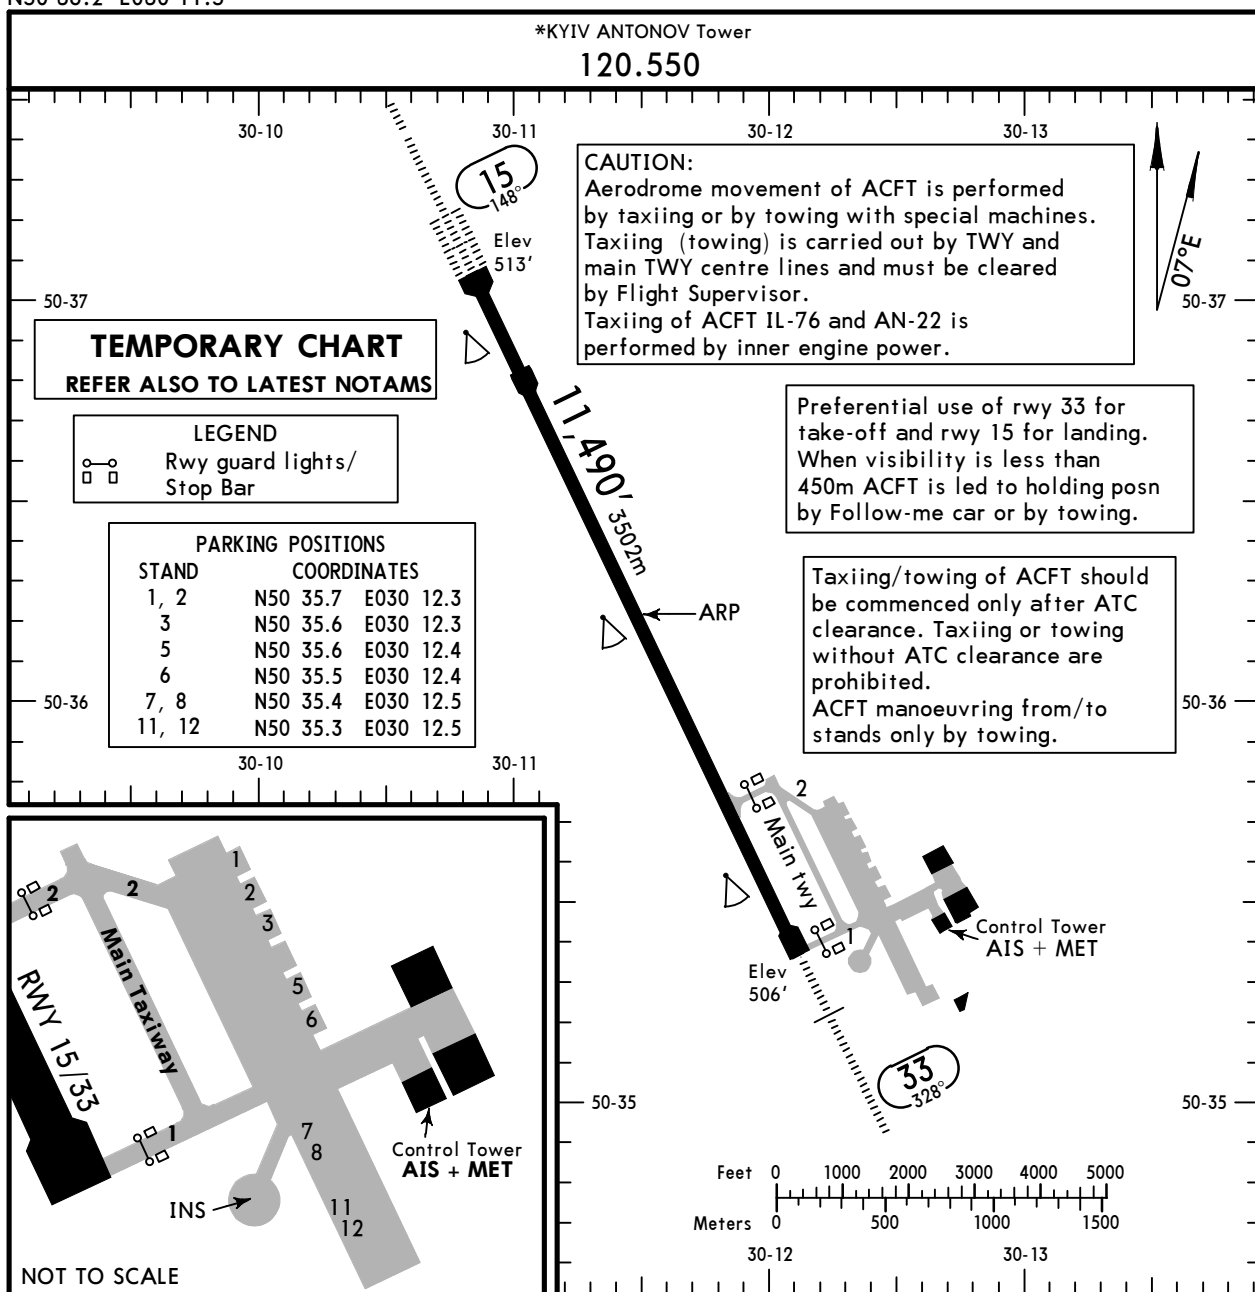 *KYIV ANTONOV Tower
120.550
30-10
30-11
30-12
30-13
15
148°
Elev
513'
CAUTION:
Aerodrome movement of ACFT is performed
by taxiing or by towing with special machines.
Taxiing (towing) is carried out by TWY and
main TWY centre lines and must be cleared
by Flight Supervisor.
Taxiing of ACFT IL-76 and AN-22 is
performed by inner engine power.
07°E
50-37
50-37
TEMPORARY CHART
REFER ALSO TO LATEST NOTAMS
LEGEND
Rwy guard lights/
Stop Bar
11,490' 3502m
Preferential use of rwy 33 for
take-off and rwy 15 for landing.
When visibility is less than
450m ACFT is led to holding posn
by Follow-me car or by towing.
PARKING POSITIONS
STAND COORDINATES
1, 2 N50 35.7 E030 12.3
3 N50 35.6 E030 12.3
5 N50 35.6 E030 12.4
6 N50 35.5 E030 12.4
7, 8 N50 35.4 E030 12.5
11, 12 N50 35.3 E030 12.5
ARP
Taxiing/towing of ACFT should
be commenced only after ATC
clearance. Taxiing or towing
without ATC clearance are
prohibited.
ACFT manoeuvring from/to
stands only by towing.
50-36
50-36
30-10
30-11
2
Main twy
1
Control Tower
AIS + MET
Elev
506'
33
328°
50-35
50-35
1
2
2
2
3
Main Taxiway
5
6
RWY 15/33
1
7
8
Control Tower
AIS + MET
INS
11
12
NOT TO SCALE
Feet 0 1000 2000 3000 4000 5000
Meters 0 500 1000 1500
30-12
30-13